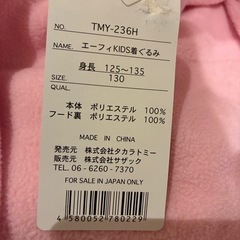 NO. TMY-236H
NAME. エーフィKIDS着ぐるみ
身長 125～135
SIZE. 130
QUAL.
本体 ポリエステル 100%
フード裏 ポリエステル 100%
MADE IN CHINA
発売元 株式会社タカラトミー
販売元 株式会社サザック
TEL. 06-6260-7370
FOR SALE IN JAPAN ONLY
4 580052 780229